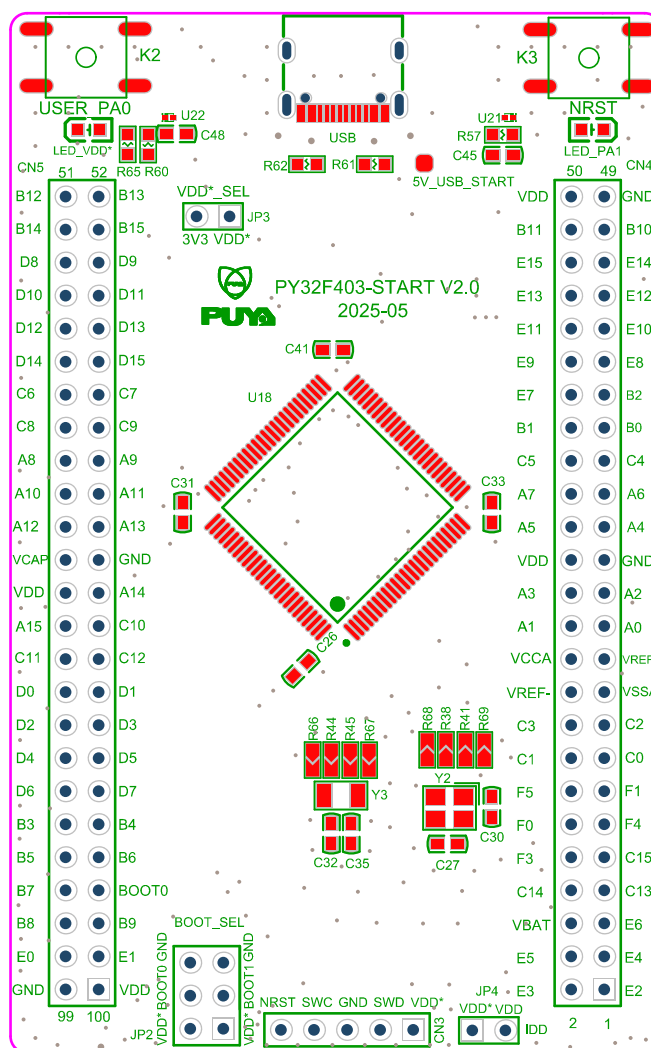 K2
K3
USER_PA0
U22
U21
NRST
C48
USB
R57
LED_VDD*
R65 R60
R62
R61
C45
LED_PA1
5V_USB_START
CN5
51 52
50 49
CN4
VDD*_SEL
JP3
3V3 VDD*
PUYA
PY32F403-START V2.0
2025-05
B12 B13
B14 B15
D8 D9
D10 D11
D12 D13
D14 D15
C6 C7
C8 C9
A8 A9
A10 A11
A12 A13
VCAP GND
VDD A14
A15 C10
C11 C12
D0 D1
D2 D3
D4 D5
D6 D7
B3 B4
B5 B6
B7 BOOT0
B8 B9
E0 E1
GND VDD
99 100
VDD GND
B11 B10
E15 E14
E13 E12
E11 E10
E9 E8
E7 B2
B1 B0
C5 C4
A7 A6
A5 A4
VDD GND
A3 A2
A1 A0
VCCA VREF
VREF- VSSA
C3 C2
C1 C0
F5 F1
F0 F4
F3 C15
C14 C13
VBAT E6
E5 E4
E3 E2
2 1
C41
U18
C31
C33
C26
R66 R44 R45 R67
R68 R38 R41 R69
Y3
Y2
C32 C35
C30
C27
BOOT_SEL
VDD* BOOT0 GND
VDD* BOOT1 GND
JP2
NRST SWC GND SWD VDD*
CN3
JP4
VDD* VDD
IDD